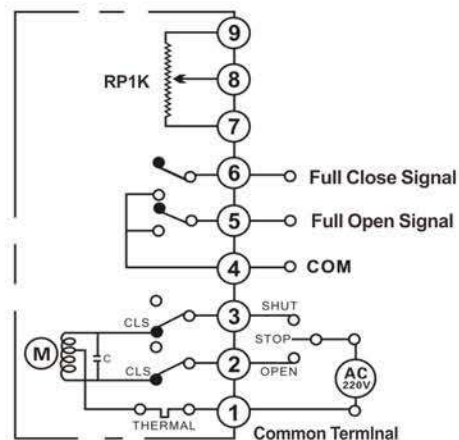 9
RP1K
8
7
6 Full Close Signal
5 Full Open Signal
4 COM
CLS 3 SHUT
STOP
M C
CLS 2 OPEN
AC
220V
THERMAL 1 Common Terminal